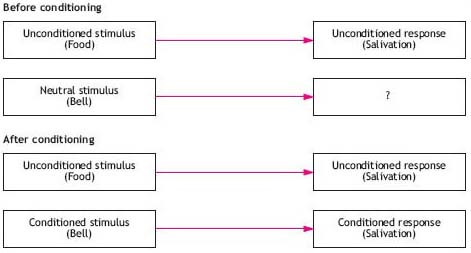 Before conditioning
Unconditioned stimulus
(Food)
Unconditioned response
(Salivation)
Neutral stimulus
(Bell)
?
After conditioning
Unconditioned stimulus
(Food)
Unconditioned response
(Salivation)
Conditioned stimulus
(Bell)
Conditioned response
(Salivation)